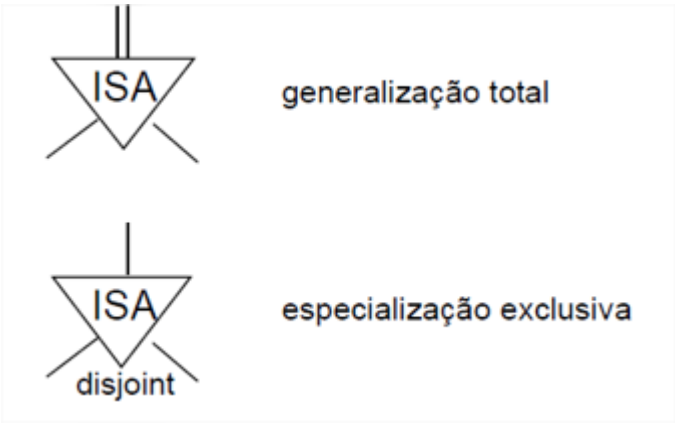 ISA generalização total
ISA especialização exclusiva
disjoint